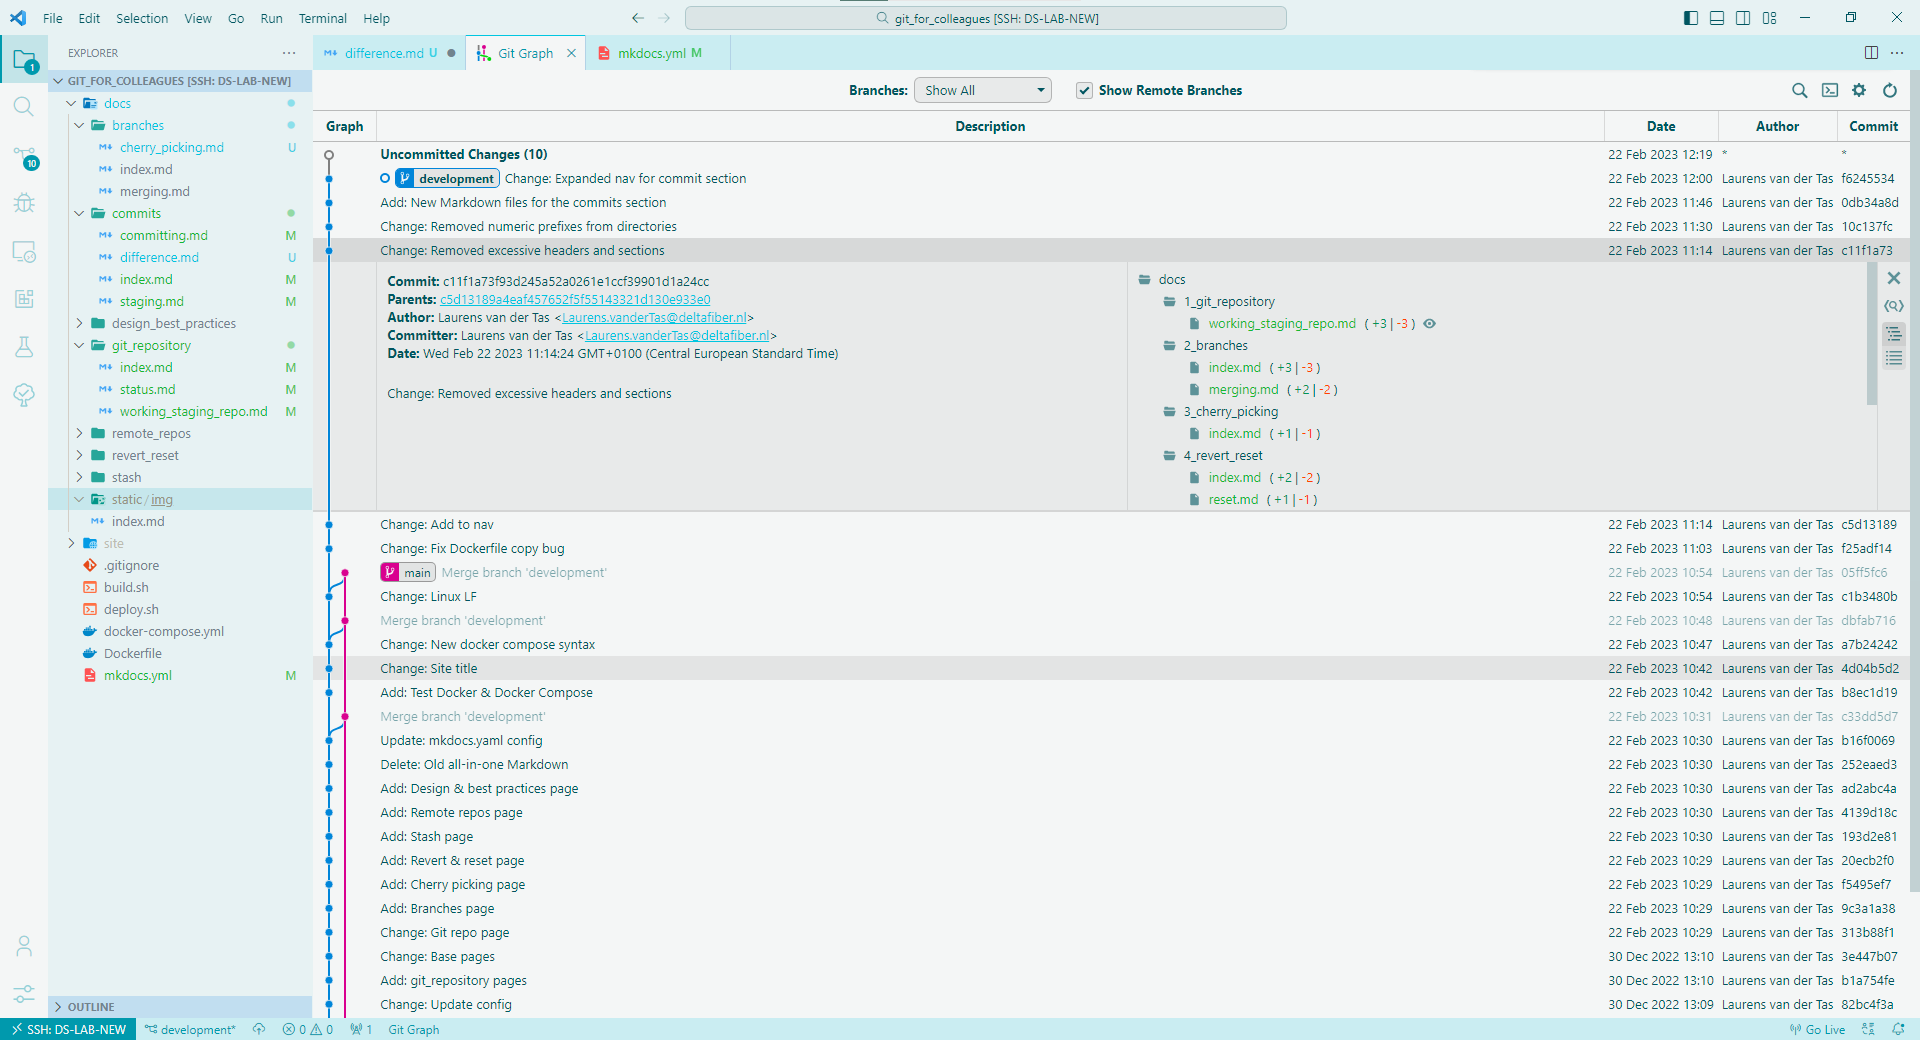 File Edit Selection View Go Run Terminal Help
git_for_colleagues [SSH: DS-LAB-NEW]
EXPLORER
difference.md U
Git Graph
mkdocs.yml M
1
10
GIT_FOR_COLLEAGUES [SSH: DS-LAB-NEW]
docs
branches
cherry_picking.md U
index.md
merging.md
commits
committing.md M
difference.md U
index.md M
staging.md M
design_best_practices
git_repository
index.md M
status.md M
working_staging_repo.md M
remote_repos
revert_reset
stash
static / img
index.md
site
.gitignore
build.sh
deploy.sh
docker-compose.yml
Dockerfile
mkdocs.yml M
OUTLINE
Branches: Show All Show Remote Branches
Graph Description Date Author Commit
Uncommitted Changes (10) 22 Feb 2023 12:19 * *
development Change: Expanded nav for commit section 22 Feb 2023 12:00 Laurens van der Tas f6245534
Add: New Markdown files for the commits section 22 Feb 2023 11:46 Laurens van der Tas 0db34a8d
Change: Removed numeric prefixes from directories 22 Feb 2023 11:30 Laurens van der Tas 10c137fc
Change: Removed excessive headers and sections 22 Feb 2023 11:14 Laurens van der Tas c11f1a73
Commit: c11f1a73f93d245a52a0261e1ccf39901d1a24cc
Parents: c5d13189a4eaf457652f5f55143321d130e933e0
Author: Laurens van der Tas <Laurens.vanderTas@deltafiber.nl>
Committer: Laurens van der Tas <Laurens.vanderTas@deltafiber.nl>
Date: Wed Feb 22 2023 11:14:24 GMT+0100 (Central European Standard Time)
Change: Removed excessive headers and sections
docs
1_git_repository
working_staging_repo.md ( +3 | -3 )
2_branches
index.md ( +3 | -3 )
merging.md ( +2 | -2 )
3_cherry_picking
index.md ( +1 | -1 )
4_revert_reset
index.md ( +2 | -2 )
reset.md ( +1 | -1 )
Change: Add to nav 22 Feb 2023 11:14 Laurens van der Tas c5d13189
Change: Fix Dockerfile copy bug 22 Feb 2023 11:03 Laurens van der Tas f25adf14
main Merge branch 'development' 22 Feb 2023 10:54 Laurens van der Tas 05ff5fc6
Change: Linux LF 22 Feb 2023 10:54 Laurens van der Tas c1b3480b
Merge branch 'development' 22 Feb 2023 10:48 Laurens van der Tas dbfab716
Change: New docker compose syntax 22 Feb 2023 10:47 Laurens van der Tas a7b24242
Change: Site title 22 Feb 2023 10:42 Laurens van der Tas 4d04b5d2
Add: Test Docker & Docker Compose 22 Feb 2023 10:42 Laurens van der Tas b8ec1d19
Merge branch 'development' 22 Feb 2023 10:31 Laurens van der Tas c33dd5d7
Update: mkdocs.yaml config 22 Feb 2023 10:30 Laurens van der Tas b16f0069
Delete: Old all-in-one Markdown 22 Feb 2023 10:30 Laurens van der Tas 252eaed3
Add: Design & best practices page 22 Feb 2023 10:30 Laurens van der Tas ad2abc4a
Add: Remote repos page 22 Feb 2023 10:30 Laurens van der Tas 4139d18c
Add: Stash page 22 Feb 2023 10:30 Laurens van der Tas 193d2e81
Add: Revert & reset page 22 Feb 2023 10:29 Laurens van der Tas 20ecb2f0
Add: Cherry picking page 22 Feb 2023 10:29 Laurens van der Tas f5495ef7
Add: Branches page 22 Feb 2023 10:29 Laurens van der Tas 9c3a1a38
Change: Git repo page 22 Feb 2023 10:29 Laurens van der Tas 313b88f1
Change: Base pages 30 Dec 2022 13:10 Laurens van der Tas 3e447b07
Add: git_repository pages 30 Dec 2022 13:10 Laurens van der Tas b1a754fe
Change: Update config 30 Dec 2022 13:09 Laurens van der Tas 82bc4f3a
SSH: DS-LAB-NEW development* 0 0 1 Git Graph Go Live